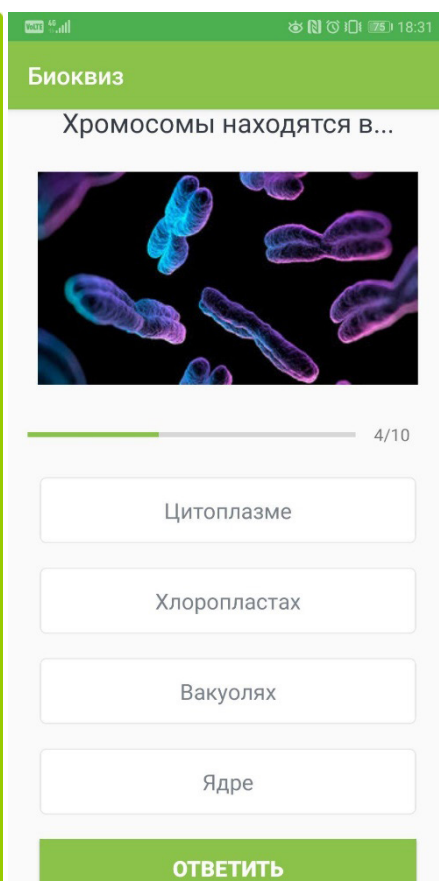 18:31
Биоквиз
Хромосомы находятся в...
4/10
Цитоплазме
Хлоропластах
Вакуолях
Ядре
ОТВЕТИТЬ